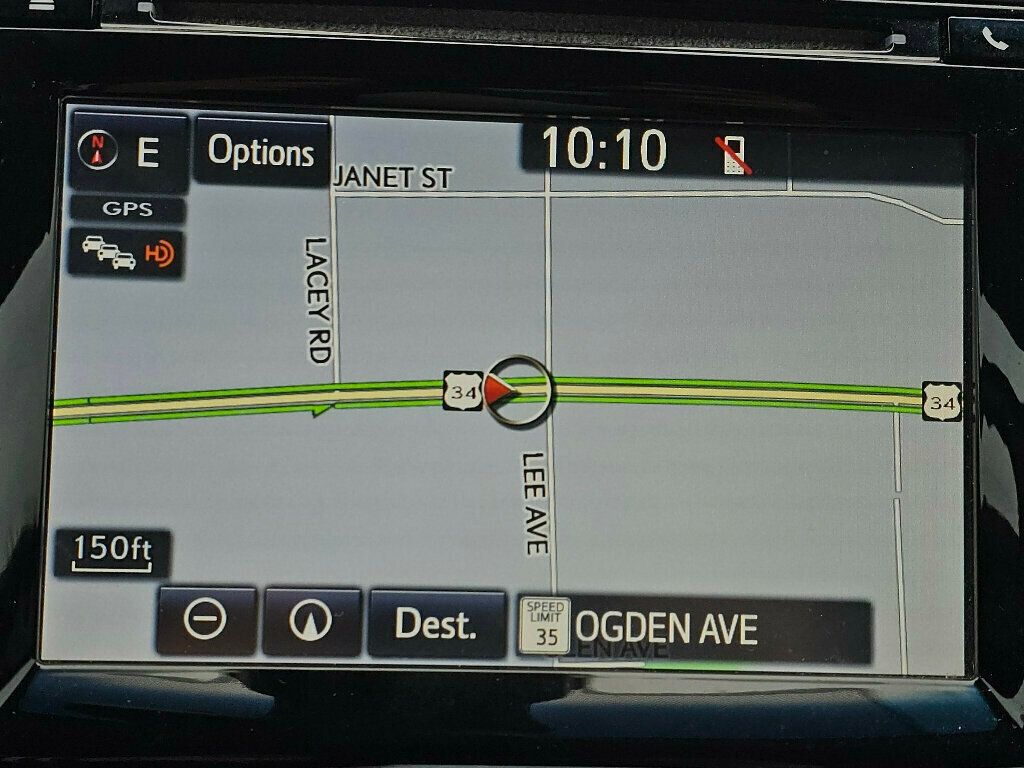 N
E
Options
10:10
JANET ST
GPS
HD
LACEY RD
34
34
LEE AVE
150ft
Dest.
SPEED
LIMIT
35
OGDEN AVE